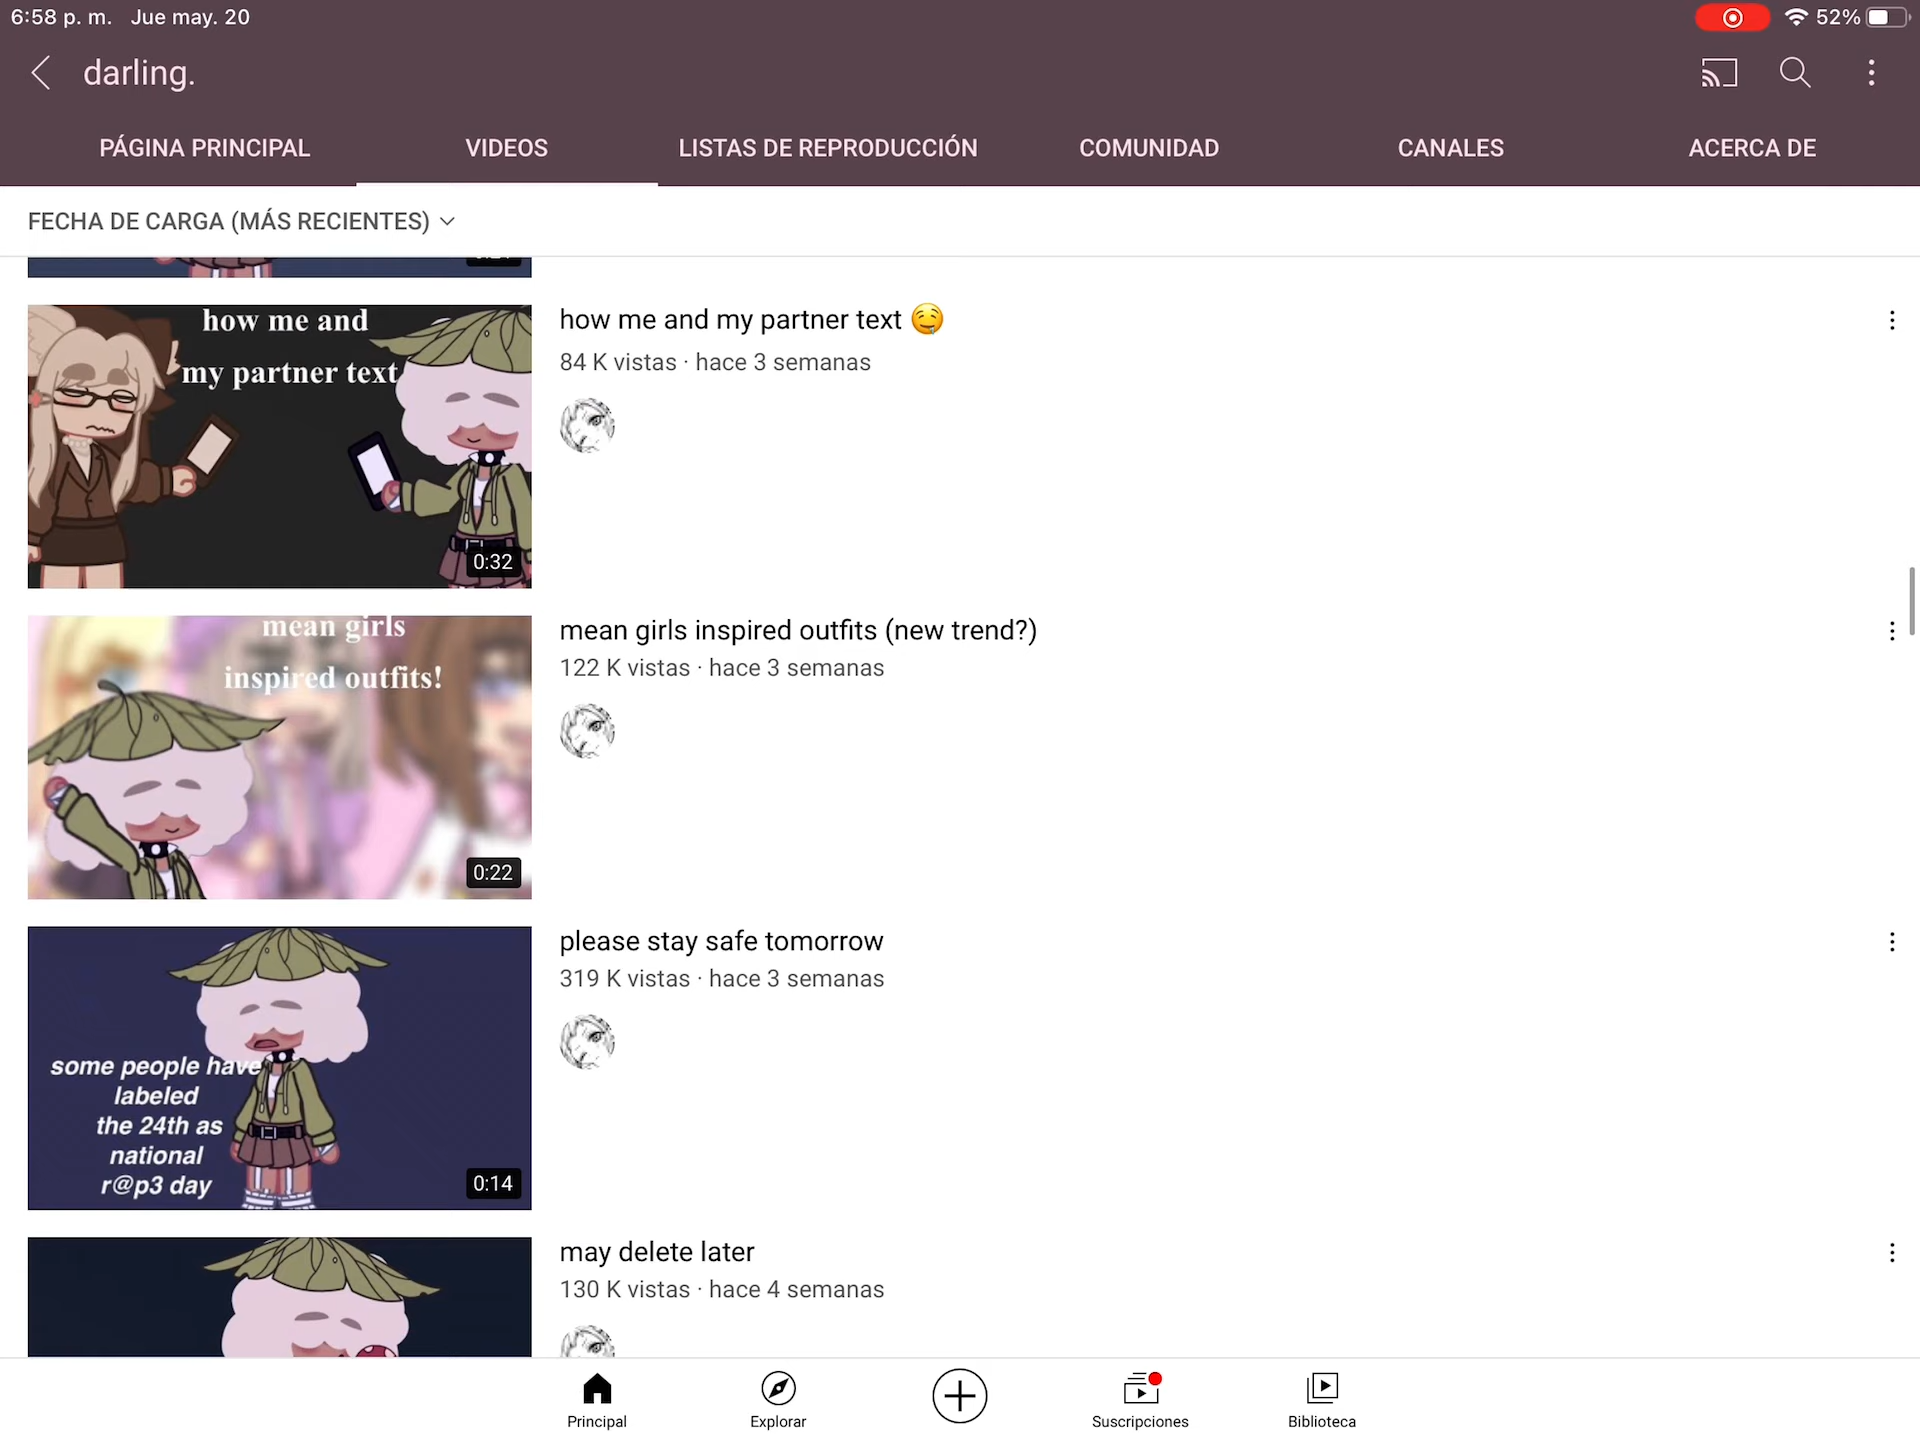 6:58 p. m. Jue may. 20
52%
darling.
PÁGINA PRINCIPAL
VIDEOS
LISTAS DE REPRODUCCIÓN
COMUNIDAD
CANALES
ACERCA DE
FECHA DE CARGA (MÁS RECIENTES)
how me and
my partner text
0:32
how me and my partner text 🤤
84 K vistas · hace 3 semanas
mean girls
inspired outfits!
0:22
mean girls inspired outfits (new trend?)
122 K vistas · hace 3 semanas
some people have
labeled
the 24th as
national
r@p3 day
0:14
please stay safe tomorrow
319 K vistas · hace 3 semanas
may delete later
130 K vistas · hace 4 semanas
Principal
Explorar
Suscripciones
Biblioteca